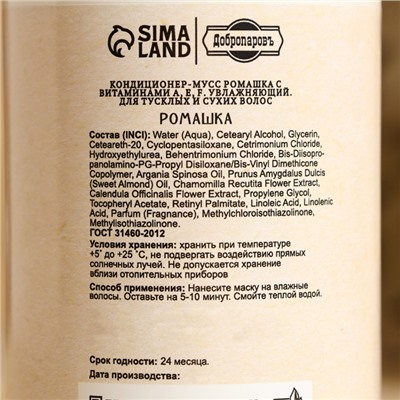 SIMA
LAND
Добропаровъ
КОНДИЦИОНЕР-МУСС РОМАШКА С
ВИТАМИНАМИ A, E, F. УВЛАЖНЯЮЩИЙ.
ДЛЯ ТУСКЛЫХ И СУХИХ ВОЛОС
РОМАШКА
Состав (INCI): Water (Aqua), Cetearyl Alcohol, Glycerin,
Ceteareth-20, Cyclopentasiloxane, Cetrimonium Chloride,
Hydroxyethylurea, Behentrimonium Chloride, Bis-Diisopro-
panolamino-PG-Propyl Disiloxane/Bis-Vinyl Dimethicone
Copolymer, Argania Spinosa Oil, Prunus Amygdalus Dulcis
(Sweet Almond) Oil, Chamomilla Recutita Flower Extract,
Calendula Officinalis Flower Extract, Propylene Glycol,
Tocopheryl Acetate, Retinyl Palmitate, Linoleic Acid, Linolenic
Acid, Parfum (Fragrance), Methylchloroisothiazolinone,
Methylisothiazolinone.
ГОСТ 31460-2012
Условия хранения: хранить при температуре
+5˚ до +25 ˚С, не подвергать воздействию прямых
солнечных лучей. Не допускается хранение
вблизи отопительных приборов
Способ применения: Нанесите маску на влажные
волосы. Оставьте на 5-10 минут. Смойте теплой водой.
Срок годности: 24 месяца.
Дата производства: